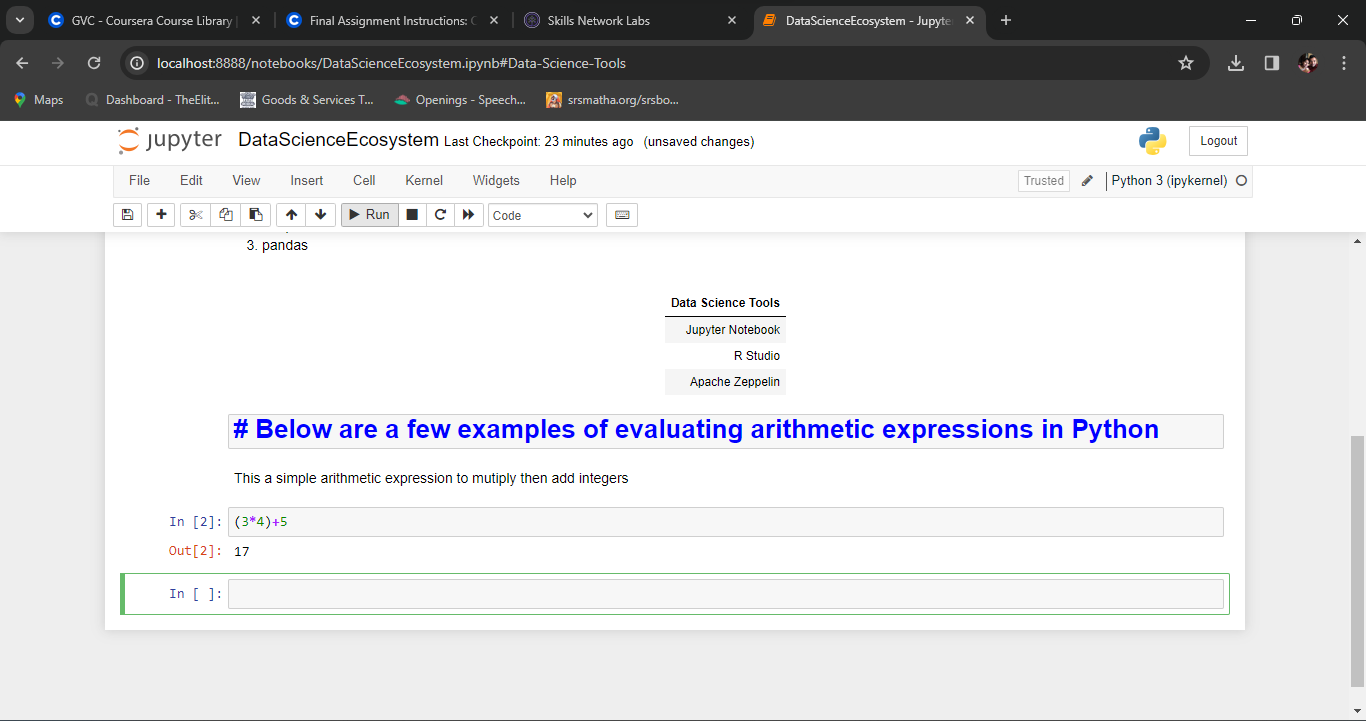 GVC - Coursera Course Library
Final Assignment Instructions: C
Skills Network Labs
DataScienceEcosystem - Jupyte
localhost:8888/notebooks/DataScienceEcosystem.ipynb#Data-Science-Tools
Maps
Dashboard - TheElit...
Goods & Services T...
Openings - Speech...
srsmatha.org/srsbo...
jupyter
DataScienceEcosystem Last Checkpoint: 23 minutes ago (unsaved changes)
Logout
File Edit View Insert Cell Kernel Widgets Help
Trusted
Python 3 (ipykernel)
Run
Code
3. pandas
Data Science Tools
Jupyter Notebook
R Studio
Apache Zeppelin
# Below are a few examples of evaluating arithmetic expressions in Python
This a simple arithmetic expression to mutiply then add integers
In [2]: (3*4)+5
Out[2]: 17
In [ ]: